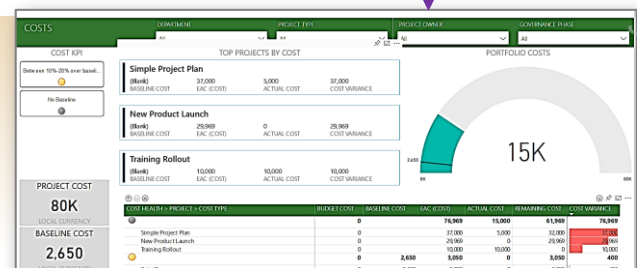 COSTS
DEPARTMENT
PROJECT TYPE
PROJECT OWNER
GOVERNANCE PHASE
All
All
All
All
COST KPI
TOP PROJECTS BY COST
PORTFOLIO COSTS
Between 10%-20% over baseli...
No Baseline
Simple Project Plan
(Blank) 37,000 5,000 37,000
BASELINE COST EAC (COST) ACTUAL COST COST VARIANCE
New Product Launch
(Blank) 29,969 0 29,969
BASELINE COST EAC (COST) ACTUAL COST COST VARIANCE
Training Rollout
(Blank) 10,000 10,000 10,000
BASELINE COST EAC (COST) ACTUAL COST COST VARIANCE
2,650
15K
0K
PROJECT COST
80K
LOCAL CURRENCY
BASELINE COST
2,650
COST HEALTH > PROJECT > COST TYPE BUDGET COST BASELINE COST EAC (COST) ACTUAL COST REMAINING COST COST VARIANCE
0 76,969 15,000 61,969 76,969
Simple Project Plan 0 37,000 5,000 32,000 37,000
New Product Launch 0 29,969 0 29,969 29,969
Training Rollout 0 10,000 10,000 0 10,000
0 2,650 3,050 0 3,050 400